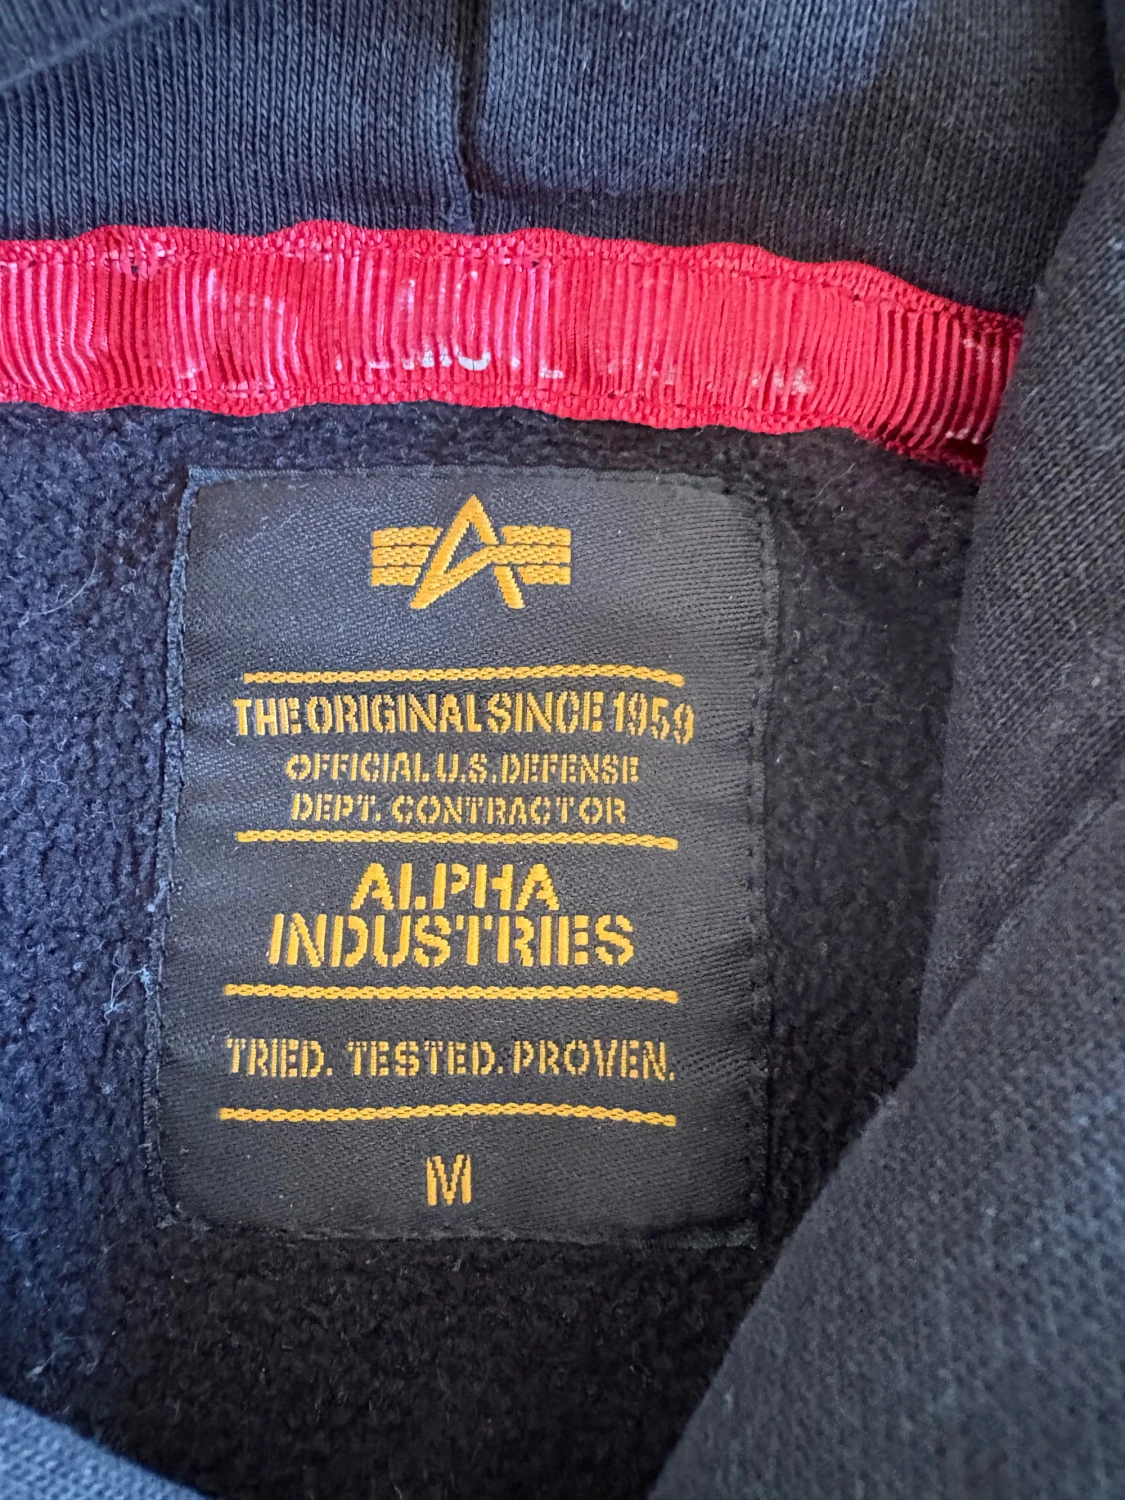 THE ORIGINAL SINCE 1959
OFFICIAL U.S. DEFENSE
DEPT. CONTRACTOR
ALPHA
INDUSTRIES
TRIED. TESTED. PROVEN.
M